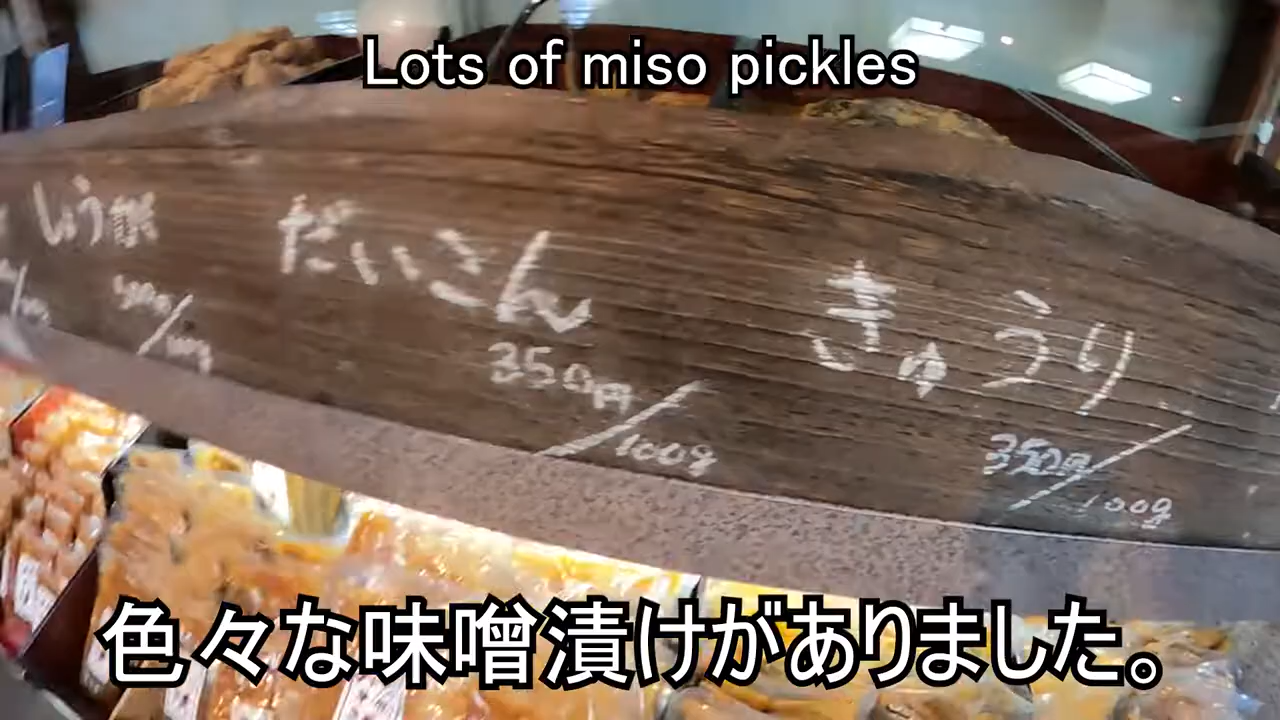 Lots of miso pickles
しょう
だいこん
350円/100g
きゅうり
350円/100g
色々な味噌漬けがありました。